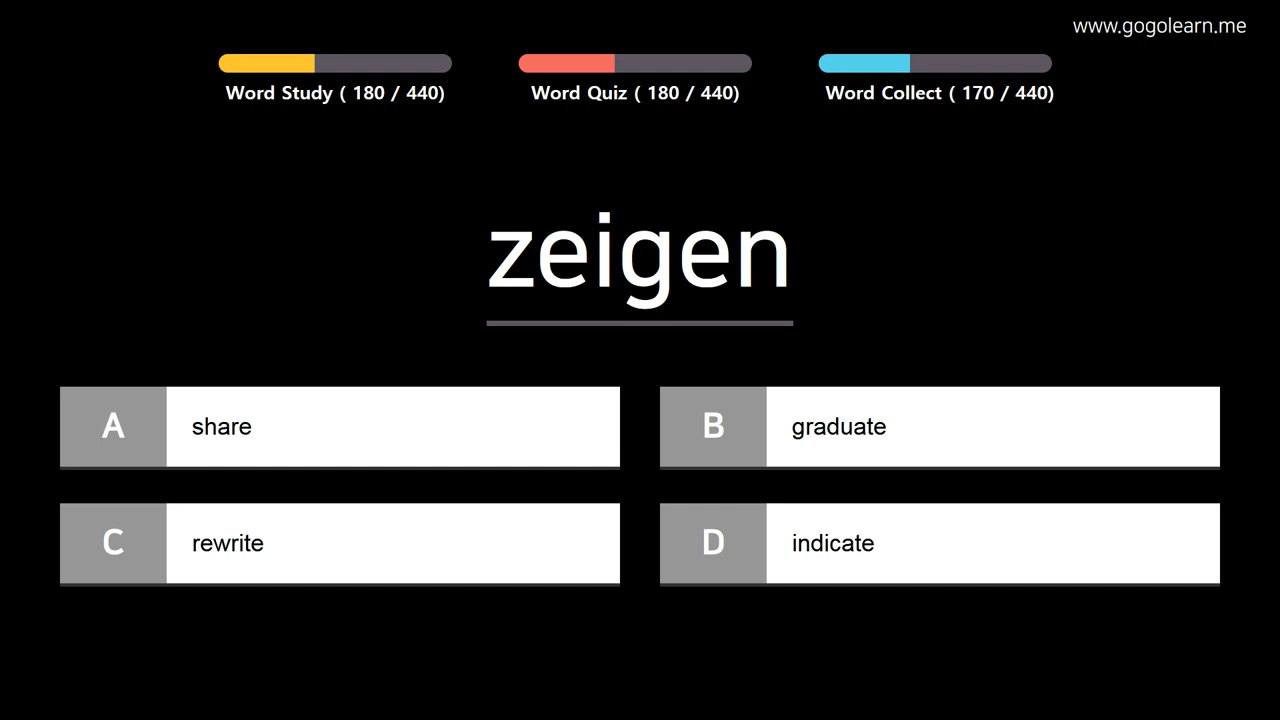 www.gogolearn.me
Word Study ( 180 / 440)
Word Quiz ( 180 / 440)
Word Collect ( 170 / 440)
zeigen
A share
B graduate
C rewrite
D indicate